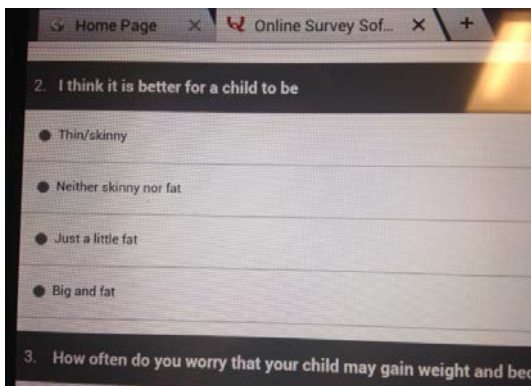 Home Page
Online Survey Sof...
2. I think it is better for a child to be
Thin/skinny
Neither skinny nor fat
Just a little fat
Big and fat
3. How often do you worry that your child may gain weight and bec